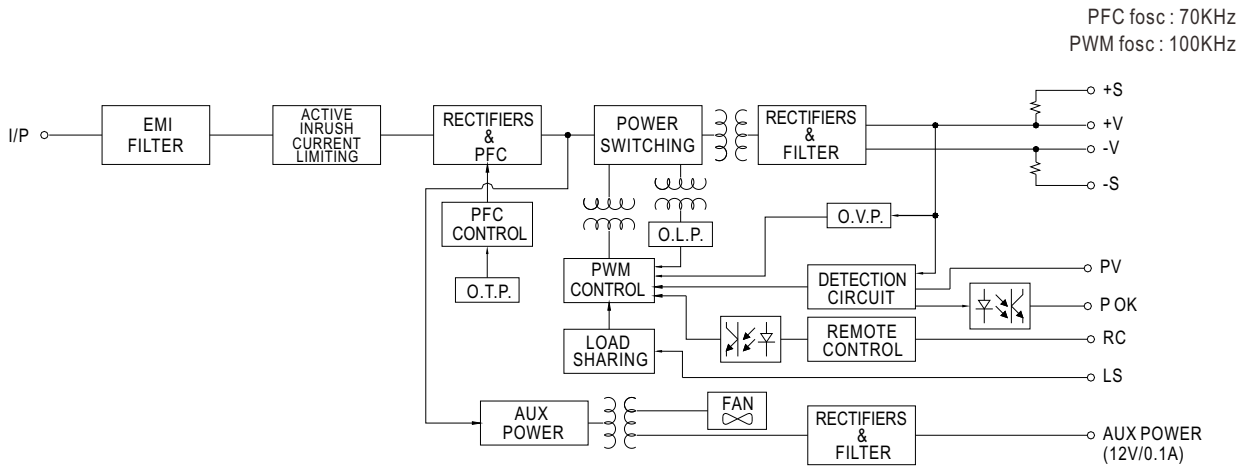 PFC fosc : 70KHz
PWM fosc : 100KHz
I/P
EMI
FILTER
ACTIVE
INRUSH
CURRENT
LIMITING
RECTIFIERS
&
PFC
POWER
SWITCHING
RECTIFIERS
&
FILTER
+S
+V
-V
-S
PFC
CONTROL
O.L.P.
O.V.P.
O.T.P.
PWM
CONTROL
DETECTION
CIRCUIT
PV
P OK
LOAD
SHARING
REMOTE
CONTROL
RC
LS
AUX
POWER
FAN
RECTIFIERS
&
FILTER
AUX POWER
(12V/0.1A)